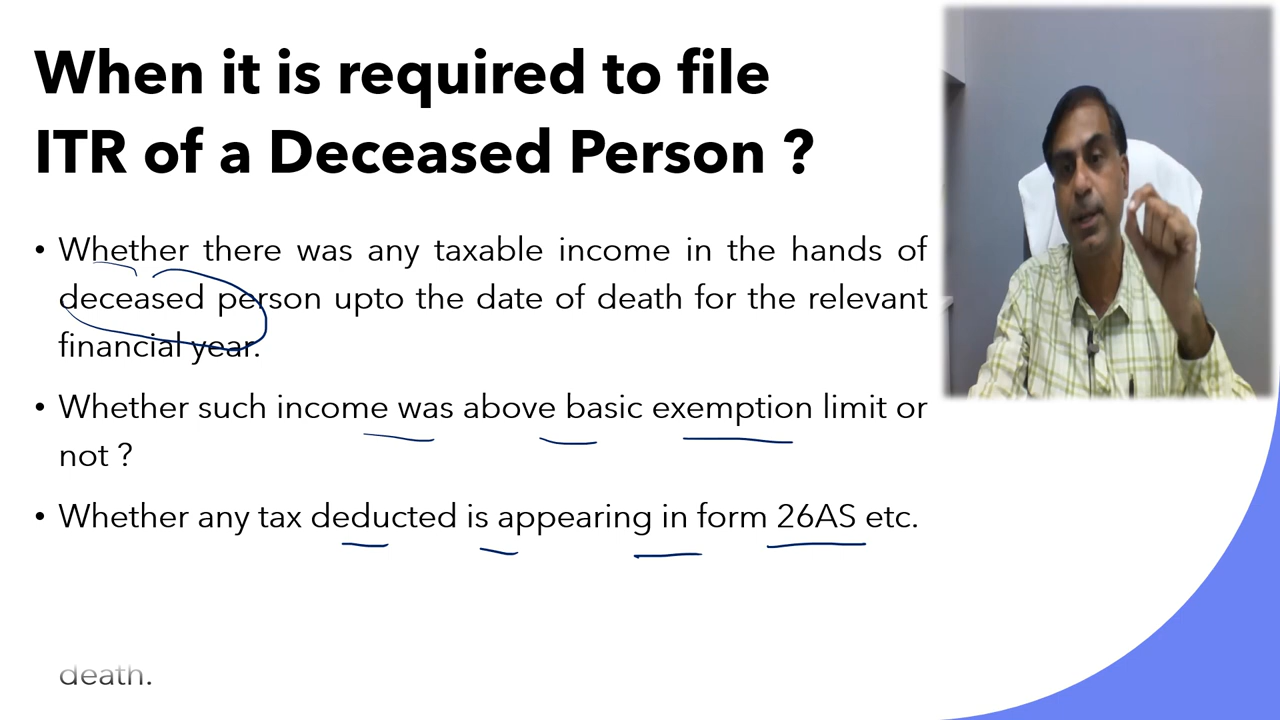 When it is required to file
ITR of a Deceased Person ?
• Whether there was any taxable income in the hands of
deceased person upto the date of death for the relevant
financial year.
• Whether such income was above basic exemption limit or
not ?
• Whether any tax deducted is appearing in form 26AS etc.
death.